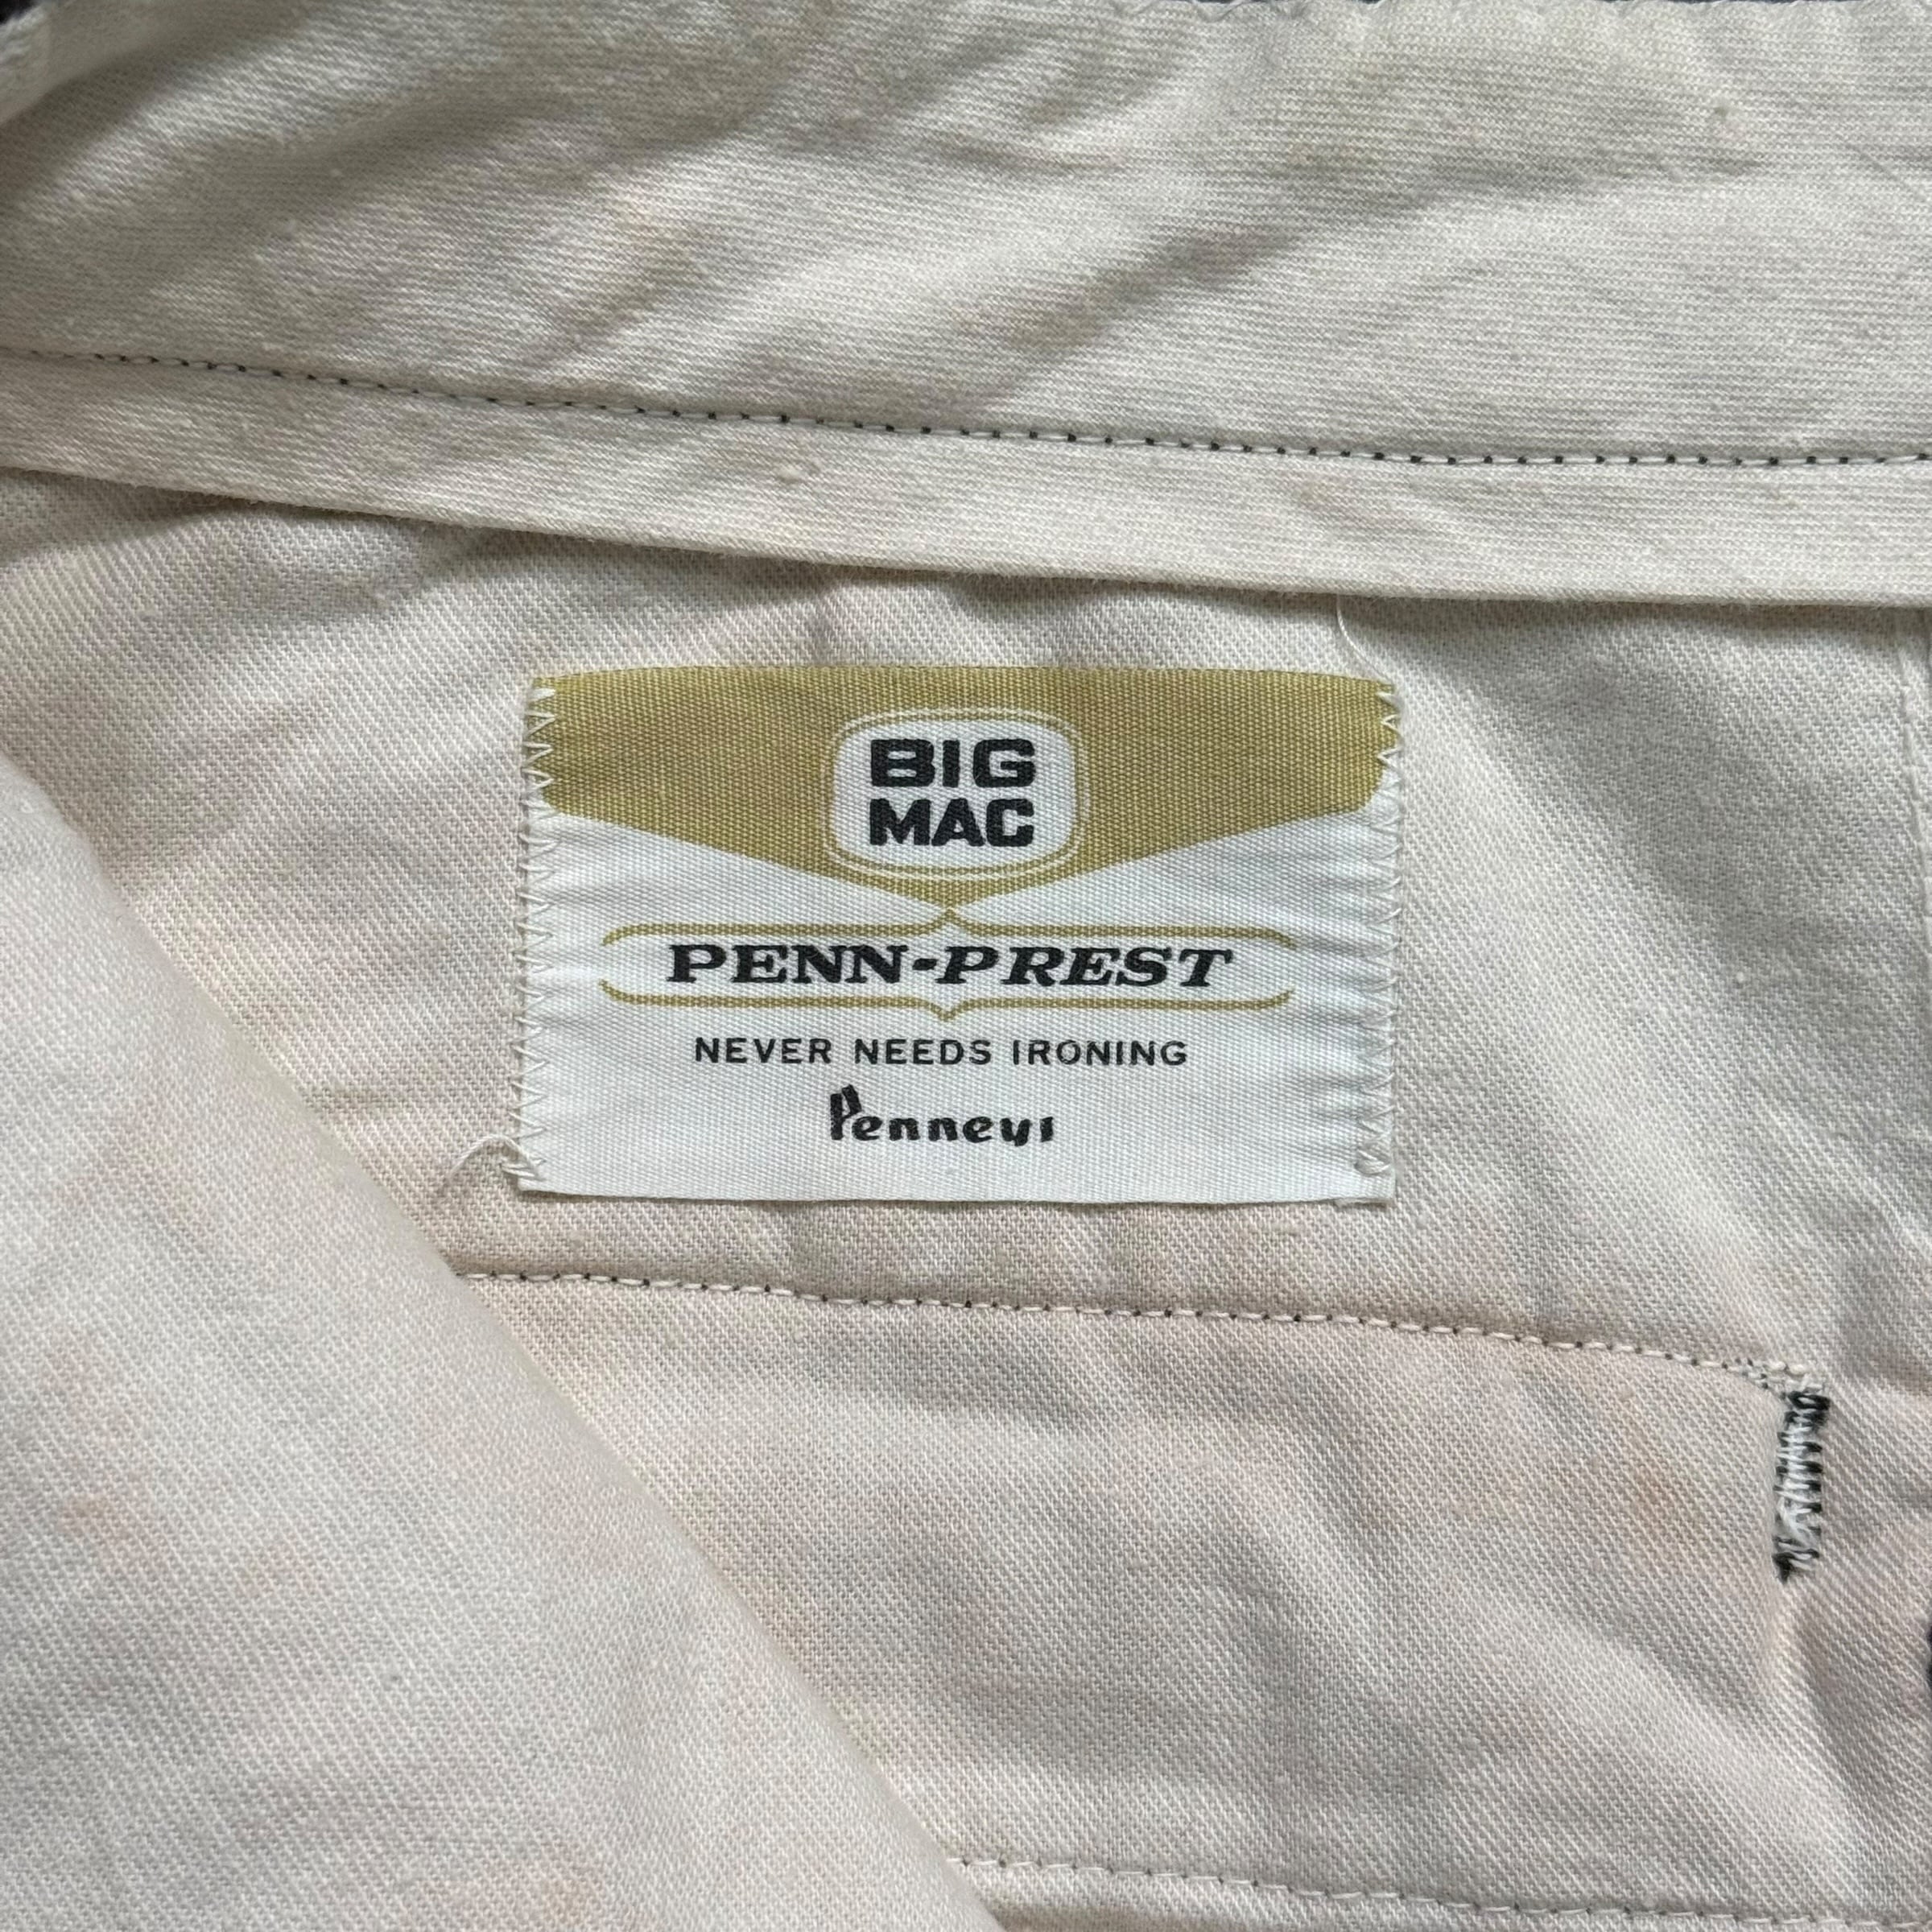 BIG
MAC
PENN-PREST
NEVER NEEDS IRONING
Penneys